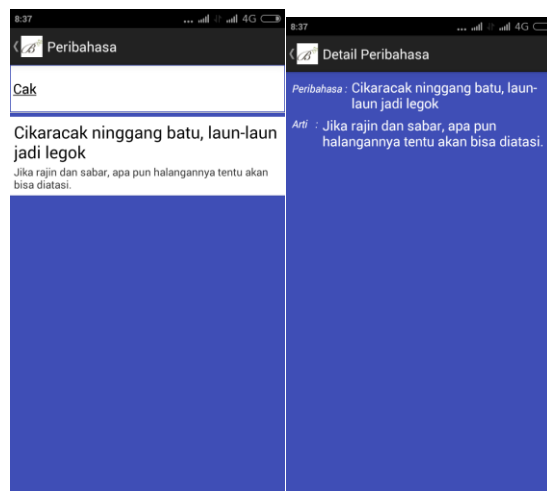 8:37
... 4G
Peribahasa
Cak
Cikaracak ninggang batu, laun-laun
jadi legok
Jika rajin dan sabar, apa pun halangannya tentu akan
bisa diatasi.
8:37
... 4G
Detail Peribahasa
Peribahasa : Cikaracak ninggang batu, laun-
laun jadi legok
Arti : Jika rajin dan sabar, apa pun
halangannya tentu akan bisa diatasi.